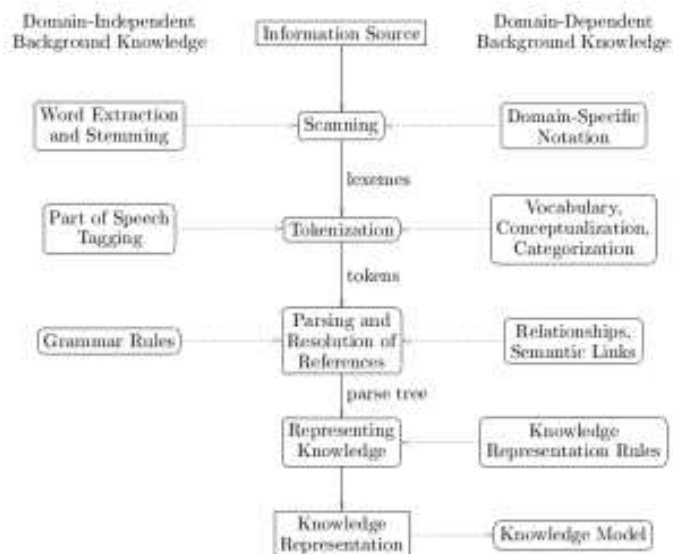 Domain-Independent
Background Knowledge
Information Source
Domain-Dependent
Background Knowledge
Word Extraction
and Stemming
Scanning
Domain-Specific
Notation
lexemes
Part of Speech
Tagging
Tokenization
Vocabulary,
Conceptualization,
Categorization
tokens
Grammar Rules
Parsing and
Resolution of
References
Relationships,
Semantic Links
parse tree
Representing
Knowledge
Knowledge
Representation Rules
Knowledge
Representation
Knowledge Model